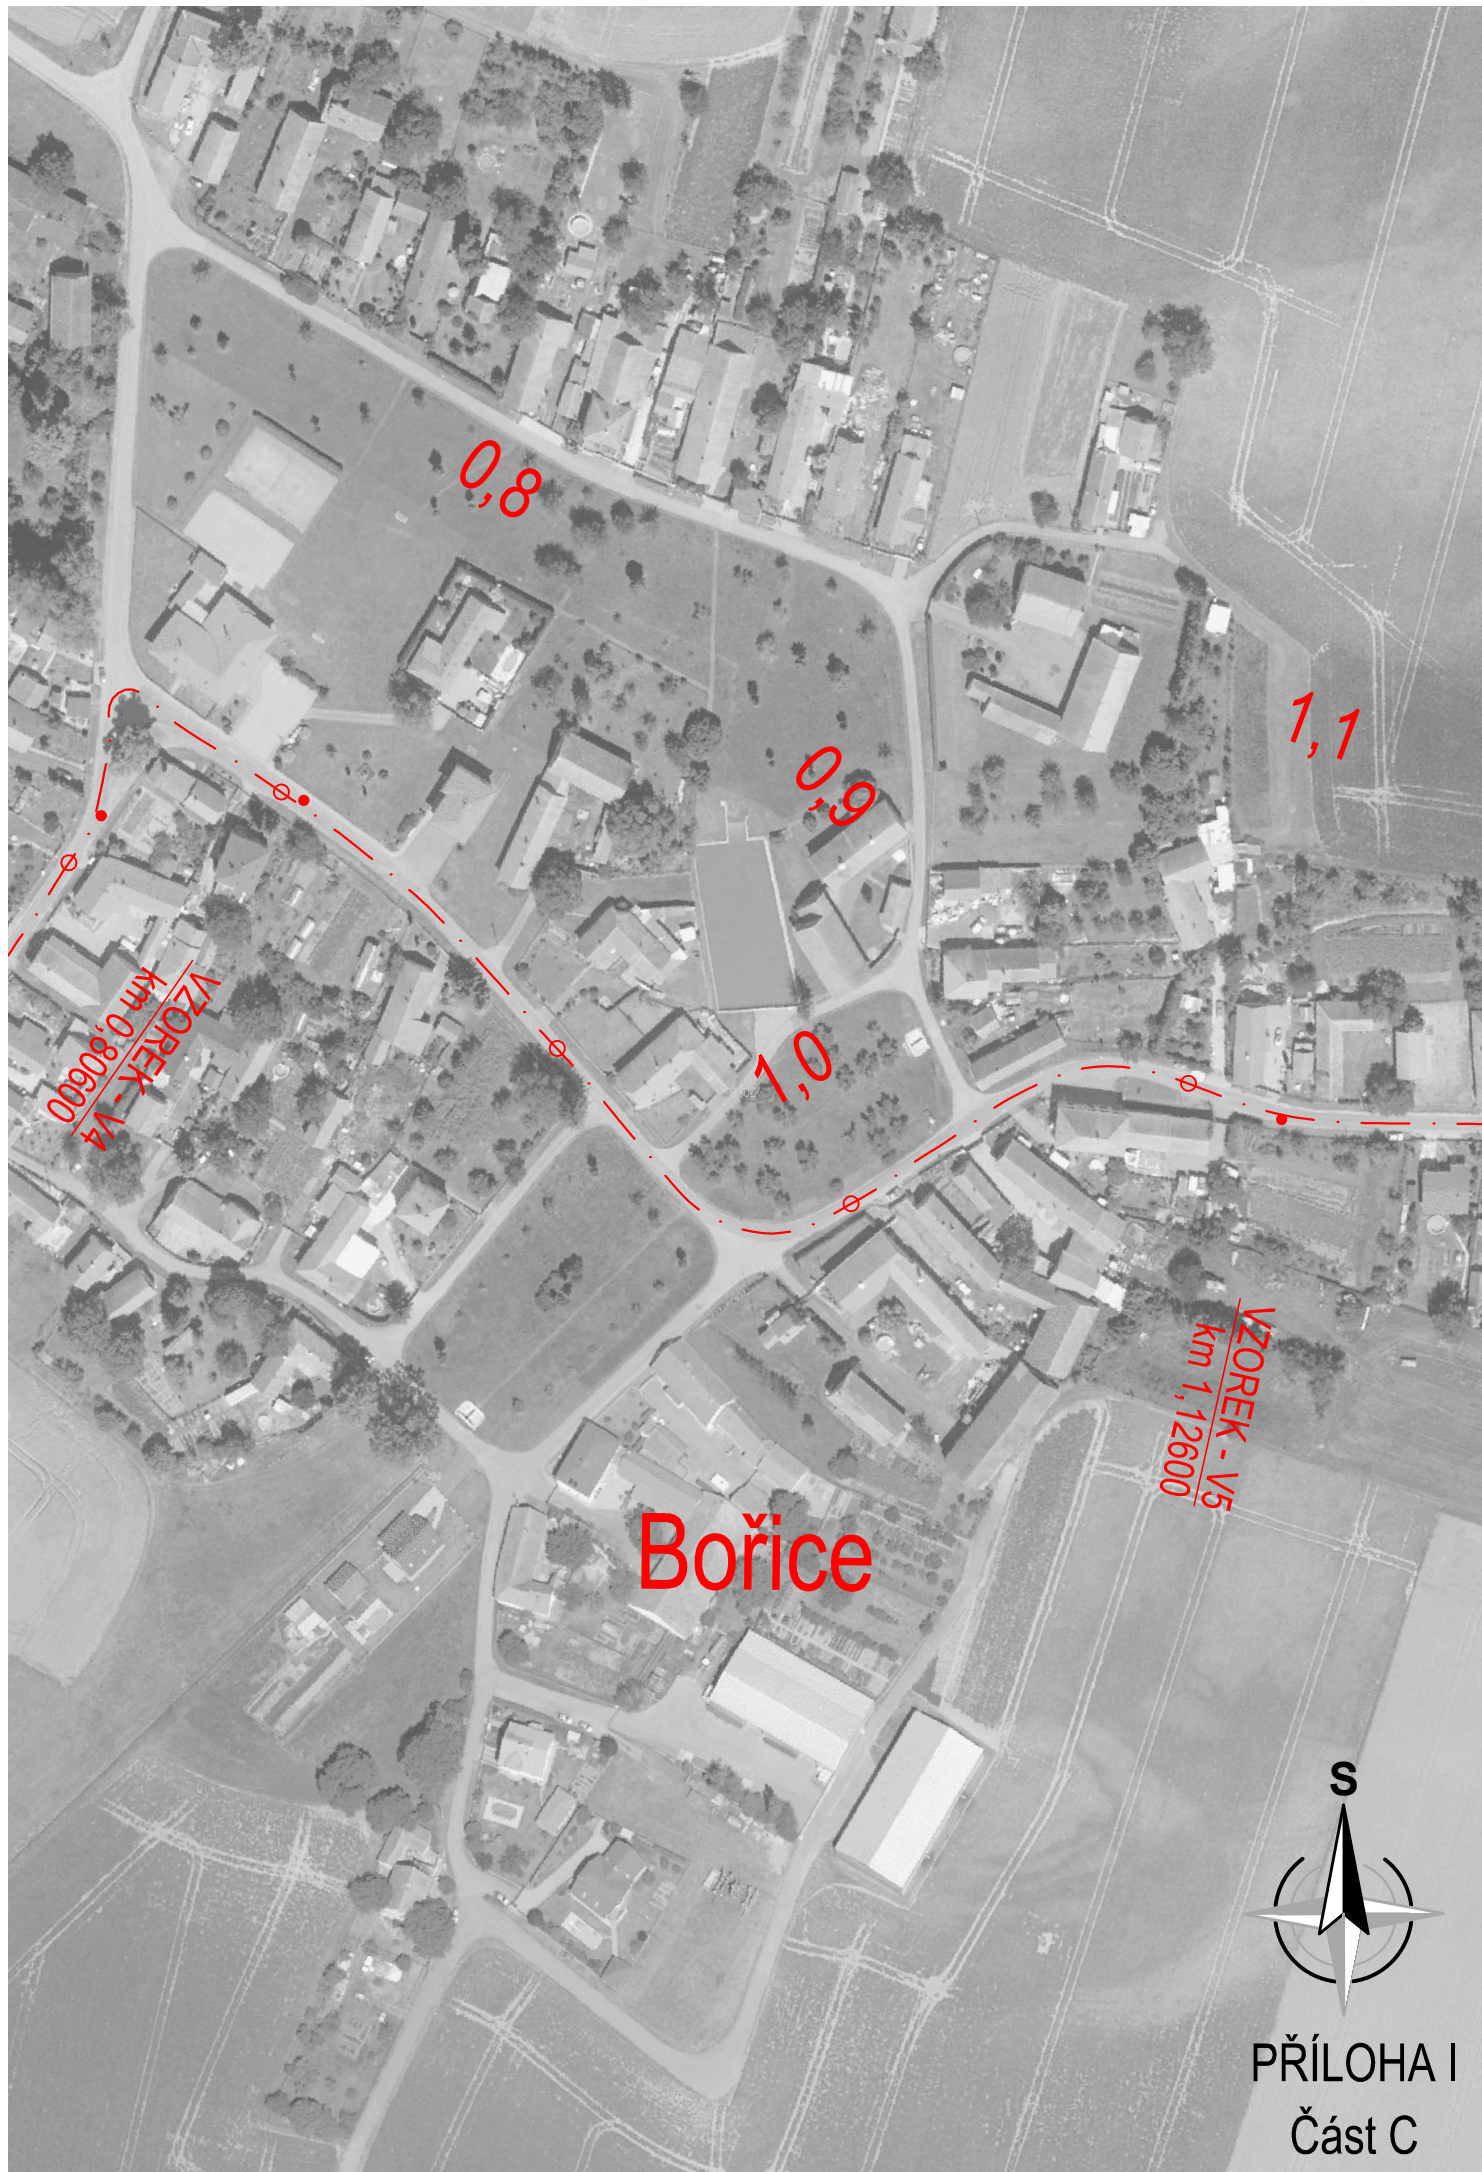 0,8
1,1
0,9
VZOREK - V4
km 0,80600
1,0
VZOREK - V5
km 1,12600
Bořice
S
PŘÍLOHA I
Část C